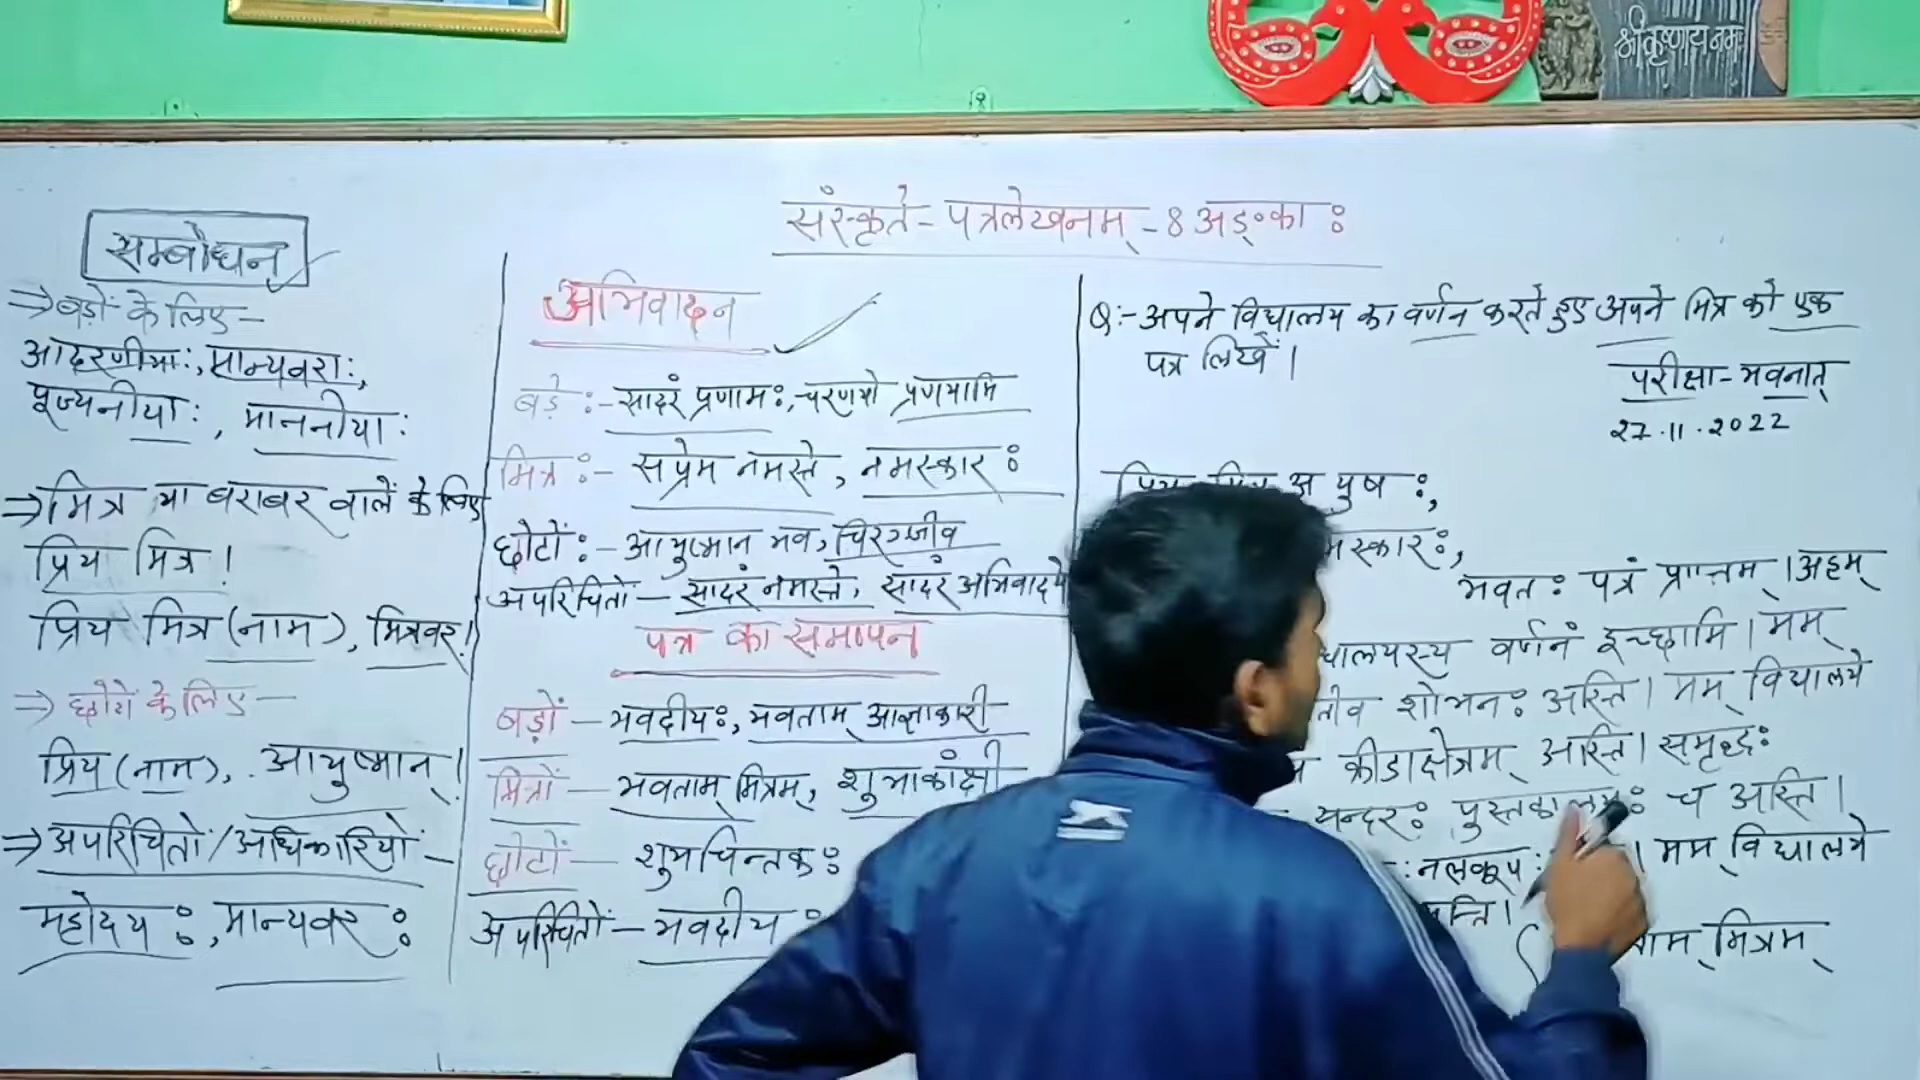 श्रीकृष्णाय नमः
संस्कृते - पत्रलेखनम् - 8 अङ्काः
सम्बोधन
⇒ बड़ों के लिए -
आदरणीयाः, मान्यवराः,
पूज्यनीयाः, माननीयाः
⇒ मित्र या बराबर वालें के लिए
प्रिय मित्र !
प्रिय मित्र (नाम), मित्रवर !
⇒ छोटों के लिए -
प्रिय (नाम), आयुष्मान् !
⇒ अपरिचितों / अधिकारियों -
महोदयः, मान्यवरः
अभिवादन
बड़े :- सादरं प्रणामः, चरणयो प्रणमामि
मित्र :- सप्रेम नमस्ते, नमस्कारः
छोटों :- आयुष्मान भव, चिरञ्जीव
अपरिचितों - सादरं नमस्ते, सादरं अभिवादये
पत्र का समापन
बड़ों - भवदीयः, भवताम् आज्ञाकारी
मित्रों - भवताम् मित्रम्, शुभाकांक्षी
छोटों - शुभचिन्तकः
अपरिचितों - भवदीयः
Q:- अपने विद्यालय का वर्णन करते हुए अपने मित्र को एक
पत्र लिखें।
परीक्षा - भवनात्
27.11.2022
भवतः पत्रं प्राप्तम्। अहम्
वर्णनं इच्छामि। मम्
शोभनः अस्ति। मम् विद्यालये
क्रीडाक्षेत्रम् अस्ति। समृद्धः
पुस्तकालयः च अस्ति।
नलकूपः मम् विद्यालये
मित्रम्